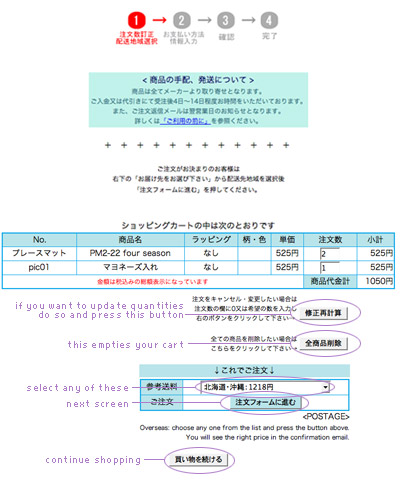 1 → 2 → 3 → 4
注文数訂正
配送地域選択
お支払い方法
情報入力
確認
完了
< 商品の手配、発送について >
商品は全てメーカーより取り寄せとなります。
ご入金又は代引きにて受注後4日〜14日程度お時間をいただいております。
また、ご注文返信メールは翌営業日のお知らせとなります。
詳しくは「ご利用の前に」を参照ください。
+ + + + + + + + + + + + +
ご注文がお決まりのお客様は
右下の「お届け先をお選び下さい」から配送先地域を選択後
「注文フォームに進む」を押してください。
ショッピングカートの中は次のとおりです
No. 商品名 ラッピング 柄・色 単価 注文数 小計
プレースマット PM2-22 four season なし 525円 2 525円
pic01 マヨネーズ入れ なし 525円 1 525円
金額は税込みの総額表示になっています 商品代金計 1050円
if you want to update quantities
do so and press this button
注文をキャンセル・変更したい場合は
注文数の欄に0又は希望の数を入力し
右のボタンをクリックして下さい→
修正再計算
this empties your cart
全ての商品を削除したい場合は
こちらをクリックして下さい→
全商品削除
↓これでご注文↓
select any of these
参考送料 北海道・沖縄:1218円
next screen
ご注文 注文フォームに進む
<POSTAGE>
Overseas: choose any one from the list and press the button above.
You will see the right price in the confirmation email.
continue shopping
買い物を続ける